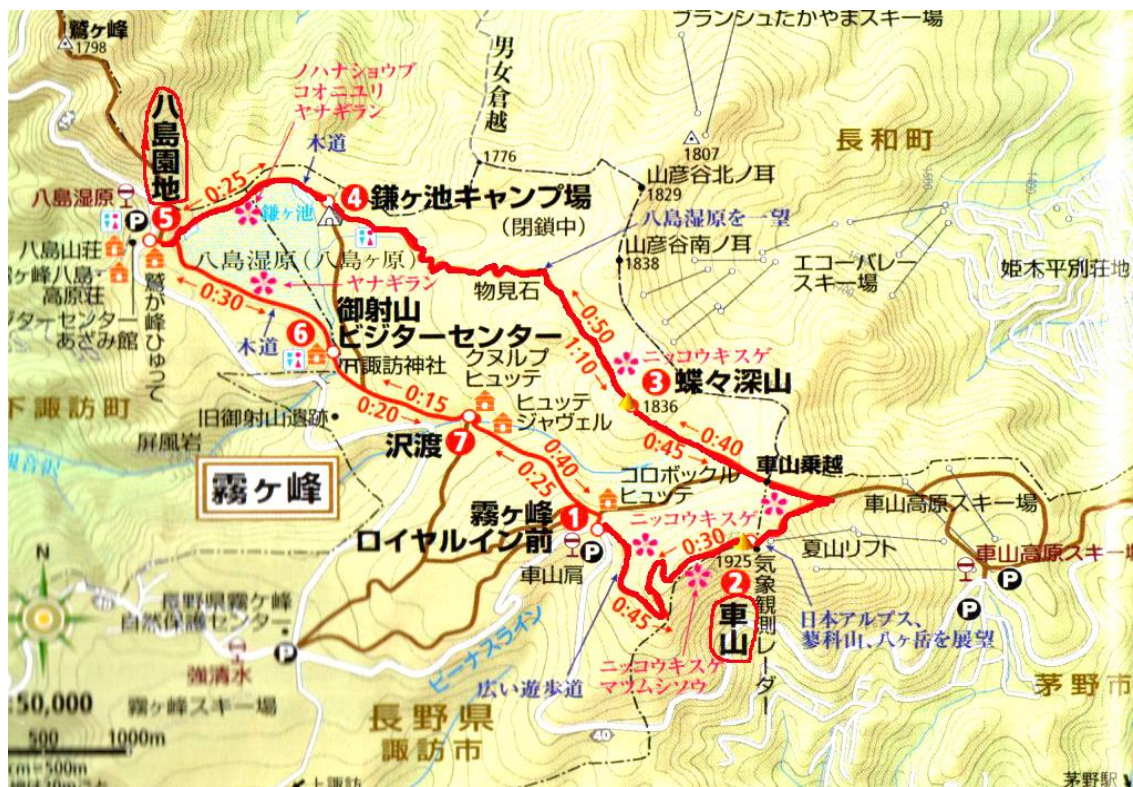 ブランシュたかやまスキー場
鷲ヶ峰
1798
男女倉越
ノハナショウブ
コオニユリ
ヤナギラン
八島園地
木道
1776
1807
長和町
山彦谷北ノ耳
1829
194
0:25
八島湿原
P
5
4
鎌ヶ池キャンプ場
(閉鎖中)
鎌ヶ池
八島湿原を一望
山彦谷南ノ耳
1838
エコーバレー
スキー場
姫木平別荘地
八島山荘
霧ヶ峰八島
高原荘
ビジターセンター
あざみ館
鷲が峰ひゅって
八島湿原(八島ヶ原)
ヤナギラン
物見石
0:30
木道
6
御射山
ビジターセンター
諏訪神社
0:50
1:10
ニッコウキスゲ
3
蝶々深山
1836
クヌルプ
ヒュッテ
ヒュッテ
ジャヴェル
下諏訪町
旧御射山遺跡
屏風岩
観音沢
0:15
0:20
沢渡
7
0:40
0:45
車山乗越
霧ヶ峰
0:40
0:25
コロボックル
ヒュッテ
霧ヶ峰
ロイヤルイン前
1
P
車山肩
ニッコウキスゲ
0:30
1925
2
車山
気象観測レーダー
車山高原スキー場
夏山リフト
車山高原スキー場
P
P
N
長野県霧ヶ峰
自然保護センター
P
強清水
霧ヶ峰スキー場
ビーナスライン
0:45
広い遊歩道
ニッコウキスゲ
マツムシソウ
日本アルプス、
蓼科山、八ヶ岳を展望
茅野市
:50,000
500
1000m
cm=500m
長野県
諏訪市
40
上諏訪
茅野駅